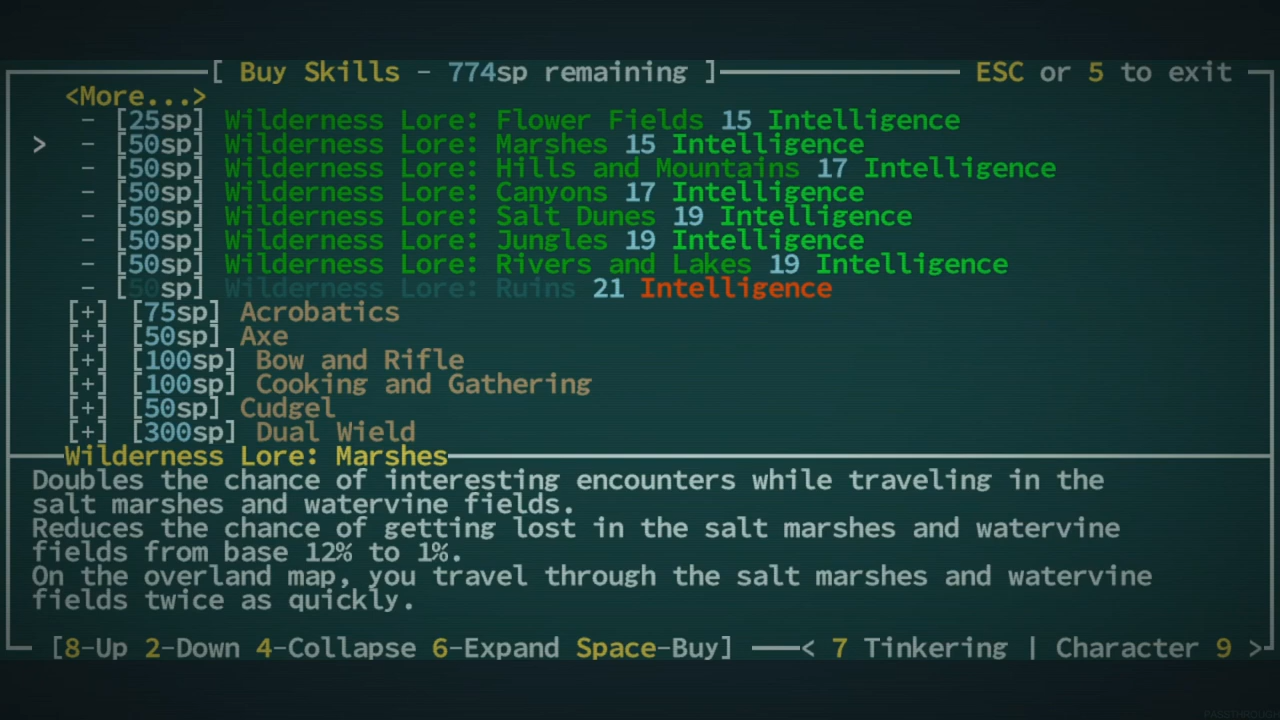 [ Buy Skills - 774sp remaining ] ESC or 5 to exit
<More...>
- [25sp] Wilderness Lore: Flower Fields 15 Intelligence
> - [50sp] Wilderness Lore: Marshes 15 Intelligence
- [50sp] Wilderness Lore: Hills and Mountains 17 Intelligence
- [50sp] Wilderness Lore: Canyons 17 Intelligence
- [50sp] Wilderness Lore: Salt Dunes 19 Intelligence
- [50sp] Wilderness Lore: Jungles 19 Intelligence
- [50sp] Wilderness Lore: Rivers and Lakes 19 Intelligence
- [50sp] Wilderness Lore: Ruins 21 Intelligence
[+] [75sp] Acrobatics
[+] [50sp] Axe
[+] [100sp] Bow and Rifle
[+] [100sp] Cooking and Gathering
[+] [50sp] Cudgel
[+] [300sp] Dual Wield
Wilderness Lore: Marshes
Doubles the chance of interesting encounters while traveling in the
salt marshes and watervine fields.
Reduces the chance of getting lost in the salt marshes and watervine
fields from base 12% to 1%.
On the overland map, you travel through the salt marshes and watervine
fields twice as quickly.
[8-Up 2-Down 4-Collapse 6-Expand Space-Buy] < 7 Tinkering | Character 9 >